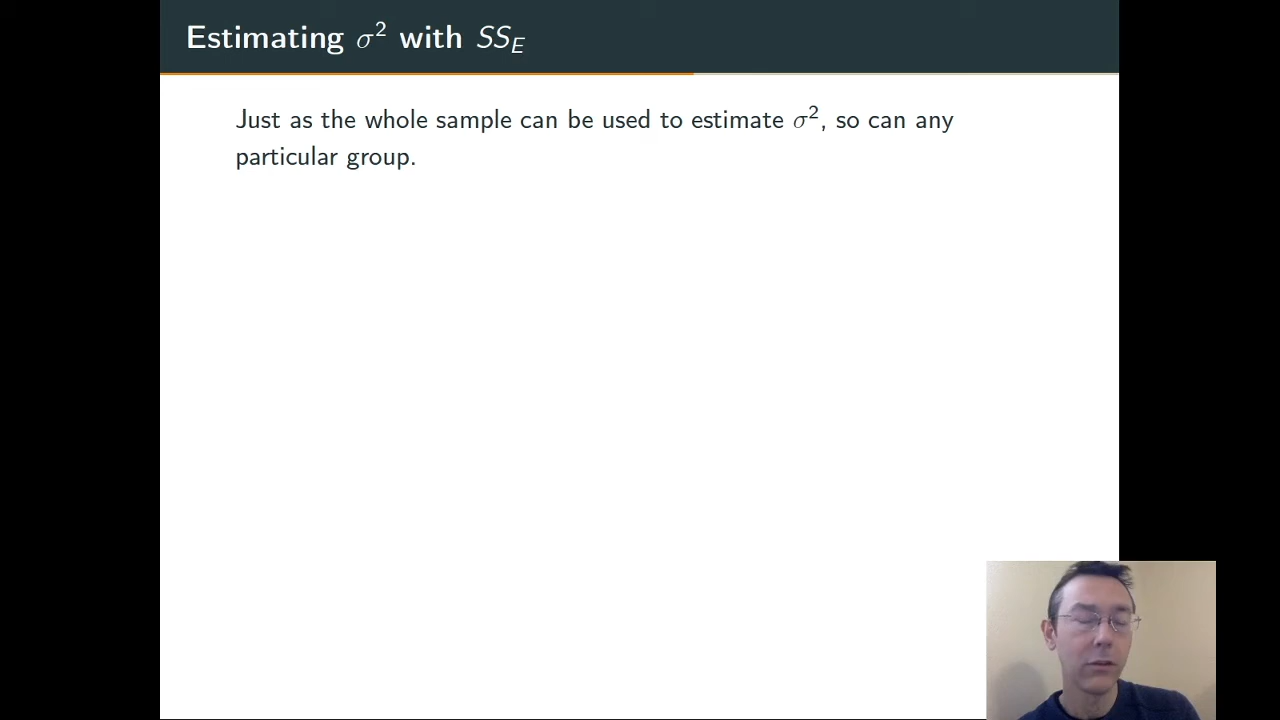 Estimating σ² with SS_E
Just as the whole sample can be used to estimate σ², so can any
particular group.